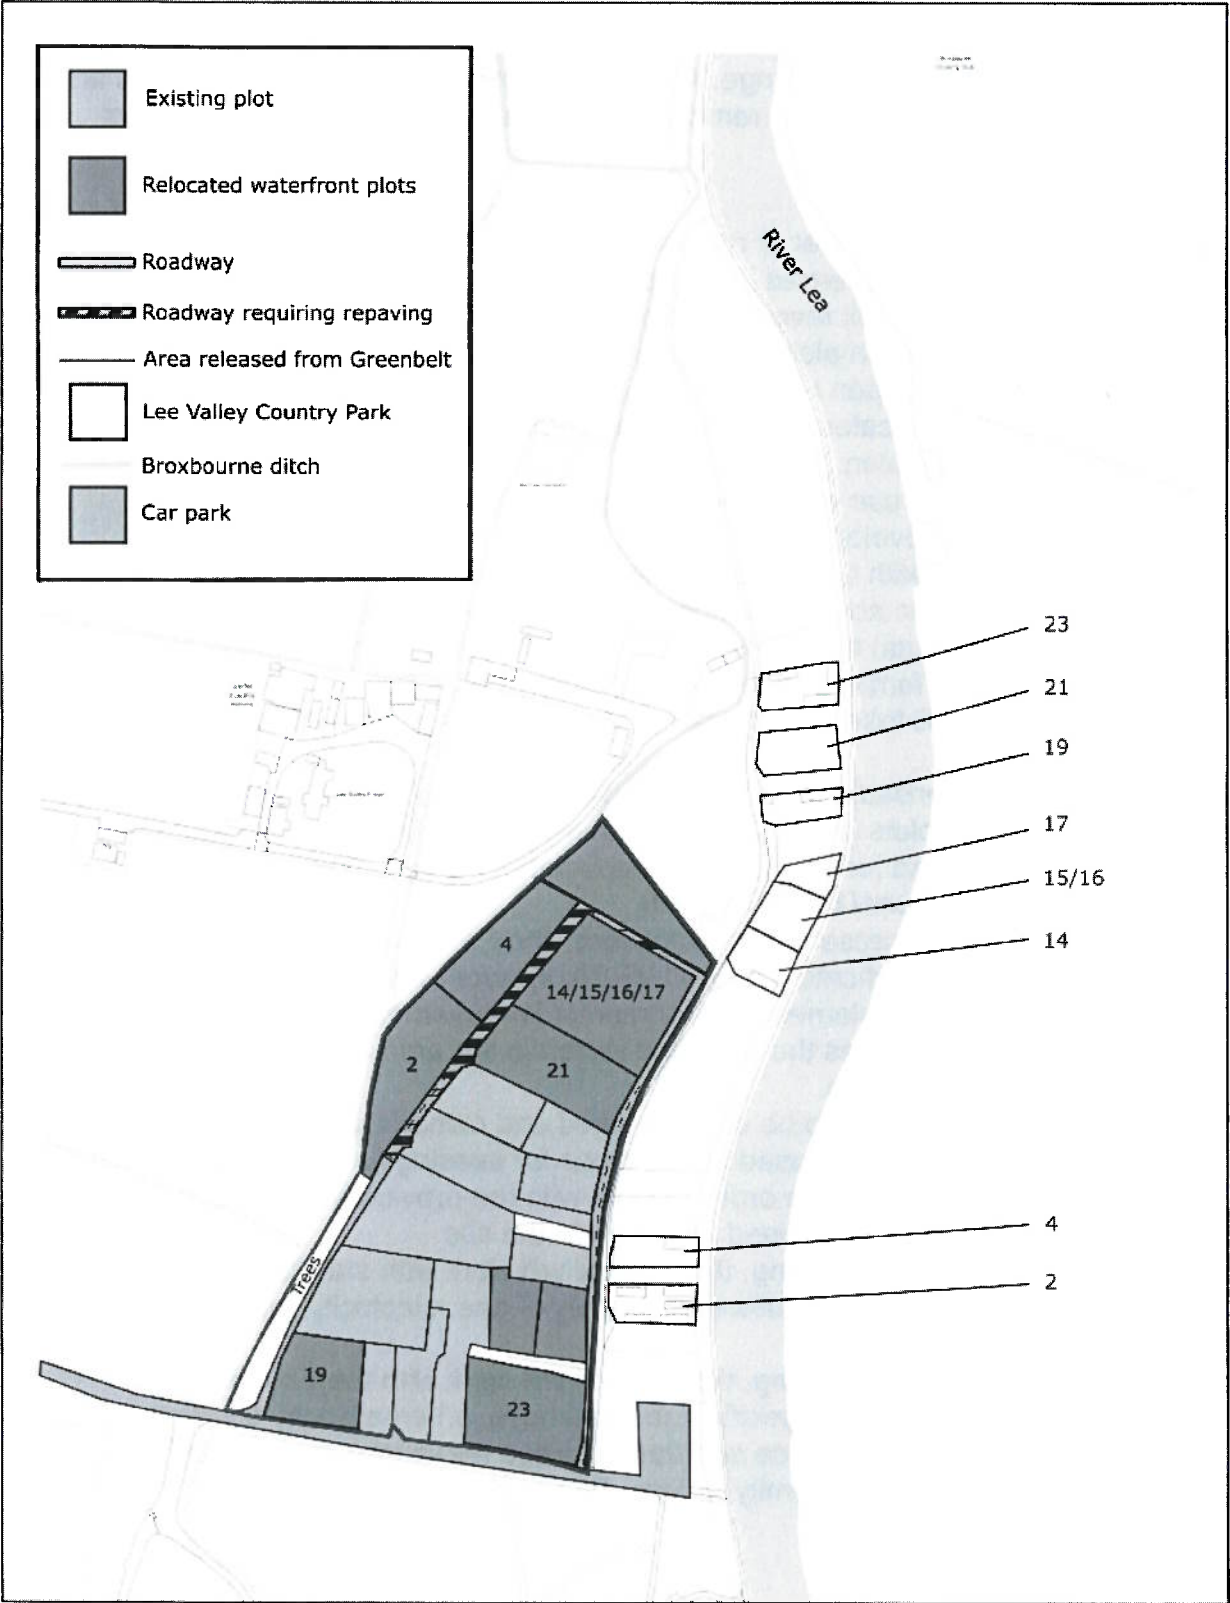 Existing plot
Relocated waterfront plots
Roadway
Roadway requiring repaving
Area released from Greenbelt
Lee Valley Country Park
Broxbourne ditch
Car park
River Lea
23
21
19
17
15/16
14
4
14/15/16/17
2
21
4
2
Trees
19
23